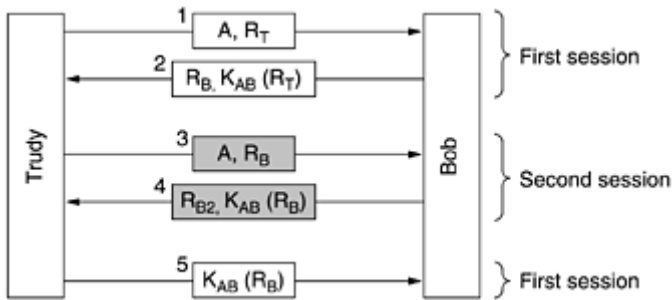 1
A, R_T
First session
2
R_B, K_AB (R_T)
Trudy
Bob
3
A, R_B
Second session
4
R_B2, K_AB (R_B)
5
K_AB (R_B)
First session